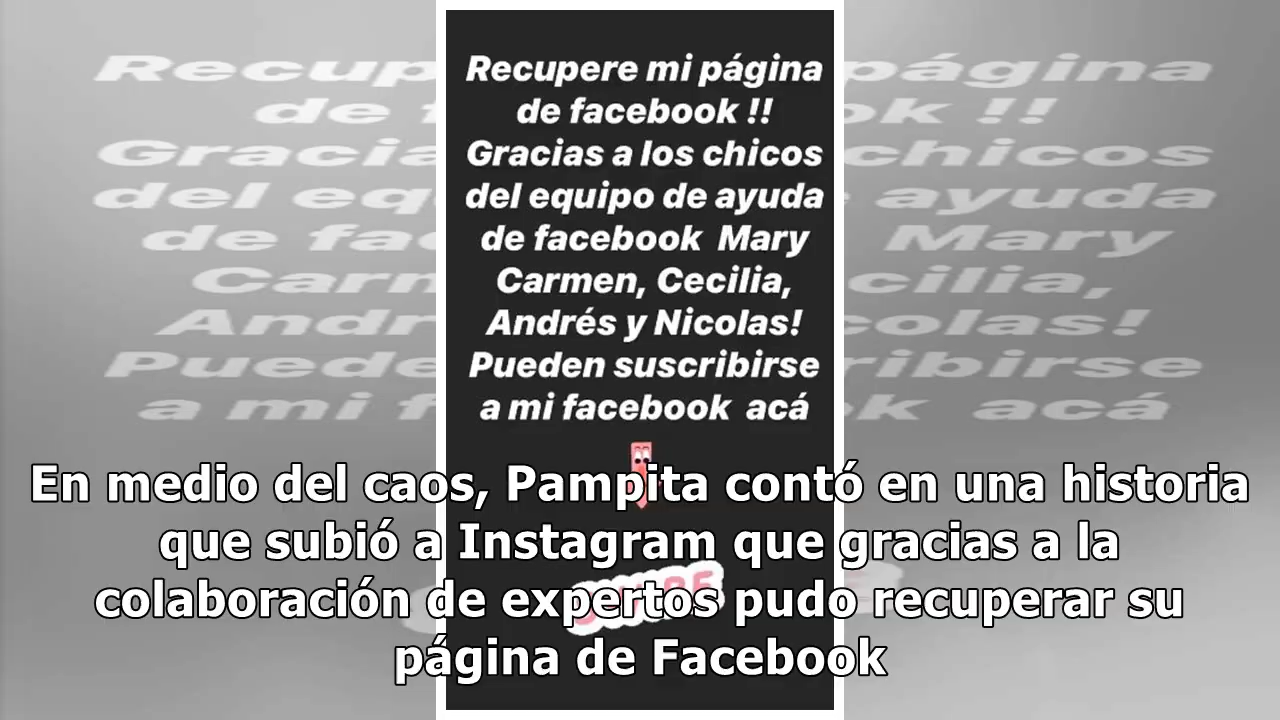 Recupere mi página
de facebook !!
Gracias a los chicos
del equipo de ayuda
de facebook Mary
Carmen, Cecilia,
Andrés y Nicolas!
Pueden suscribirse
a mi facebook acá
En medio del caos, Pampita contó en una historia
que subió a Instagram que gracias a la
colaboración de expertos pudo recuperar su
página de Facebook